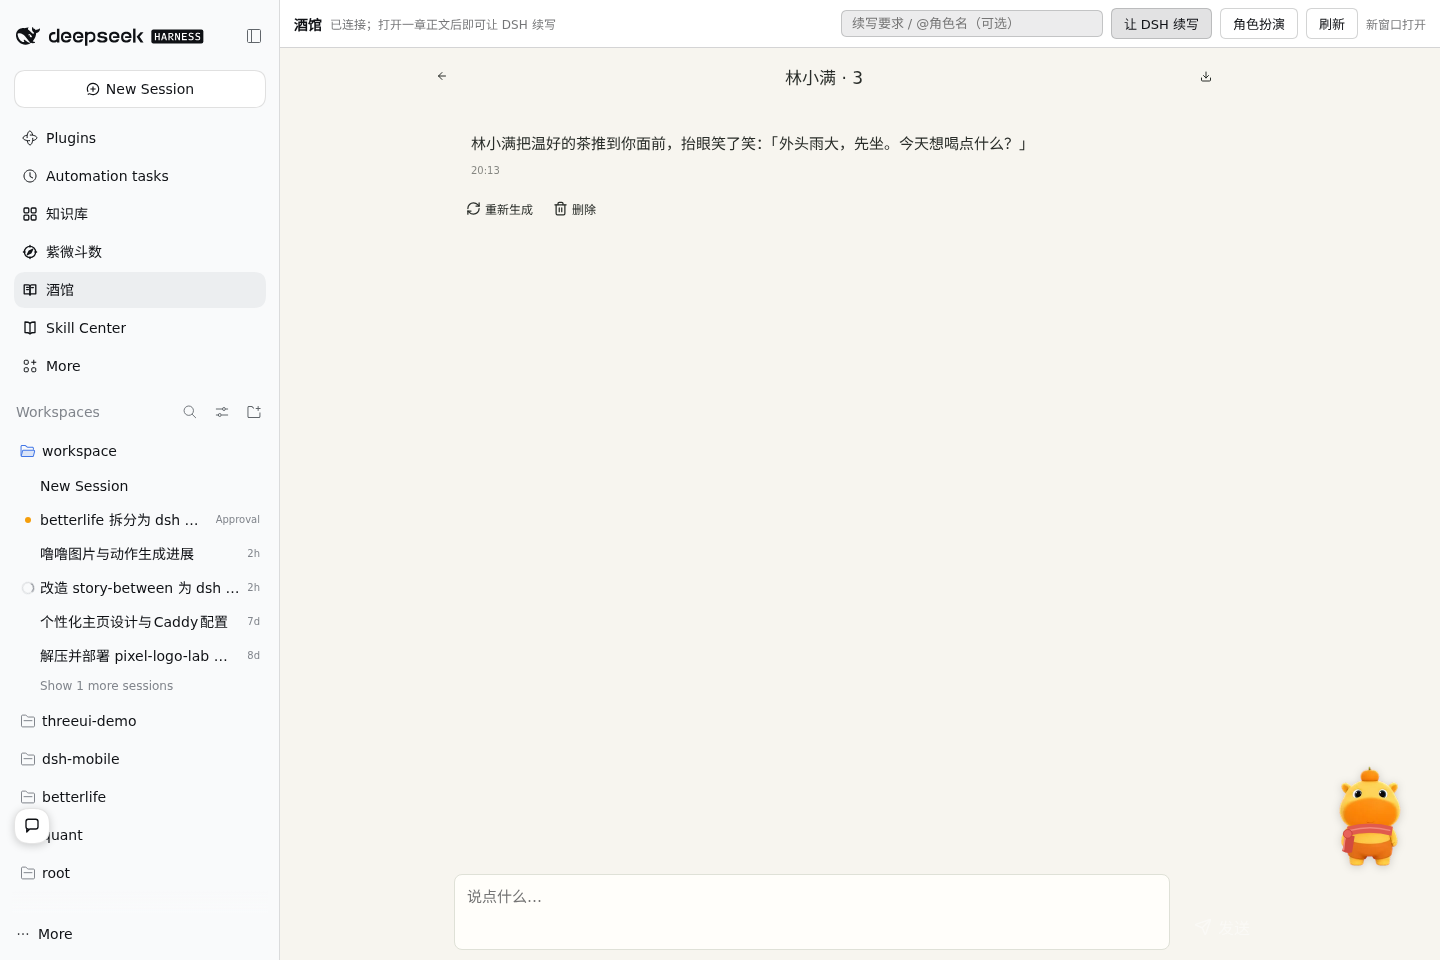 deepseek HARNESS
New Session
Plugins
Automation tasks
知识库
紫微斗数
酒馆
Skill Center
More
Workspaces
workspace
New Session
betterlife 拆分为 dsh ... Approval
噜噜图片与动作生成进展 2h
改造 story-between 为 dsh ... 2h
个性化主页设计与Caddy配置 7d
解压并部署 pixel-logo-lab ... 8d
Show 1 more sessions
threeui-demo
dsh-mobile
betterlife
quant
root
More
酒馆 已连接；打开一章正文后即可让 DSH 续写 续写要求 / @角色名（可选） 让 DSH 续写 角色扮演 刷新 新窗口打开
林小满 · 3
林小满把温好的茶推到你面前，抬眼笑了笑：「外头雨大，先坐。今天想喝点什么？」
20:13
重新生成 删除
说点什么...
发送